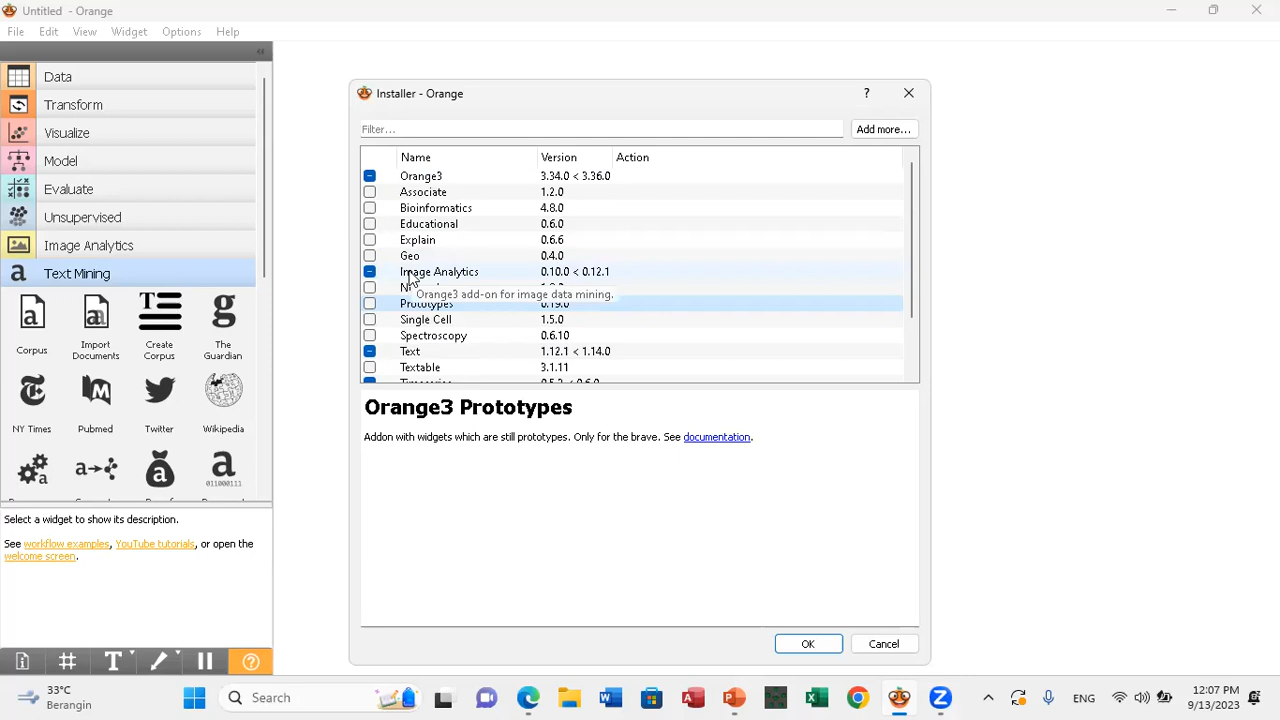 Untitled - Orange
File Edit View Widget Options Help
Data
Transform
Visualize
Model
Evaluate
Unsupervised
Image Analytics
Text Mining
Corpus
Import Documents
Create Corpus
The Guardian
NY Times
Pubmed
Twitter
Wikipedia
Select a widget to show its description.
See workflow examples, YouTube tutorials, or open the
welcome screen.
Installer - Orange
Filter...
Add more...
Name Version Action
Orange3 3.34.0 < 3.36.0
Associate 1.2.0
Bioinformatics 4.8.0
Educational 0.6.0
Explain 0.6.6
Geo 0.4.0
Image Analytics 0.10.0 < 0.12.1
Orange3 add-on for image data mining.
Prototypes 0.19.0
Single Cell 1.5.0
Spectroscopy 0.6.10
Text 1.12.1 < 1.14.0
Textable 3.1.11
Orange3 Prototypes
Addon with widgets which are still prototypes. Only for the brave. See documentation.
OK
Cancel
33°C
Berangin
Search
ENG
12:07 PM
9/13/2023